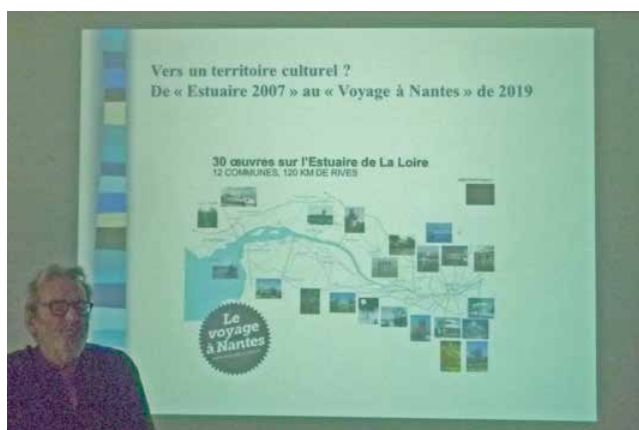 Vers un territoire culturel ?
De « Estuaire 2007 » au « Voyage à Nantes » de 2019
30 œuvres sur l'Estuaire de La Loire
12 COMMUNES, 120 KM DE RIVES
Le
voyage
à Nantes